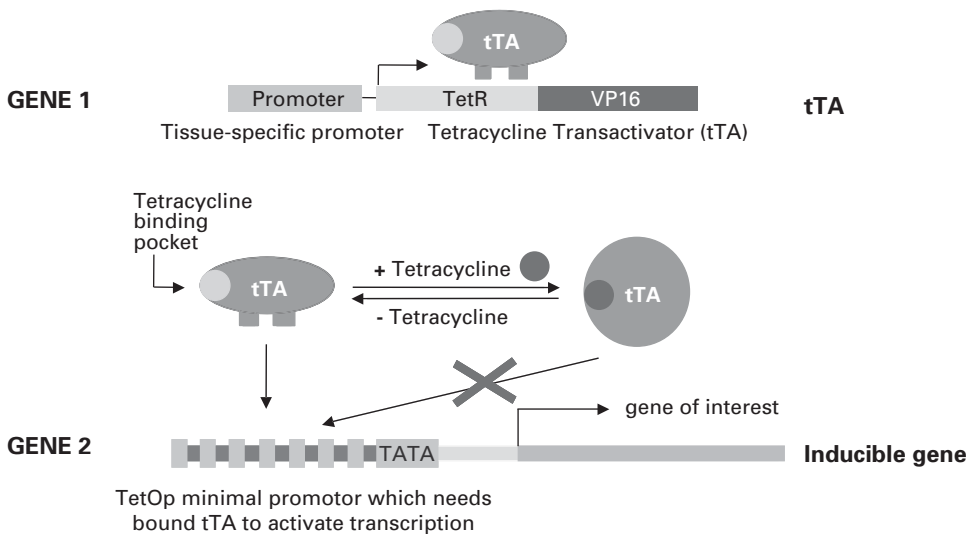 tTA
GENE 1
Promoter
TetR
VP16
tTA
Tissue-specific promoter
Tetracycline Transactivator (tTA)
Tetracycline
binding
pocket
tTA
+ Tetracycline
- Tetracycline
tTA
gene of interest
GENE 2
TATA
Inducible gene
TetOp minimal promotor which needs
bound tTA to activate transcription